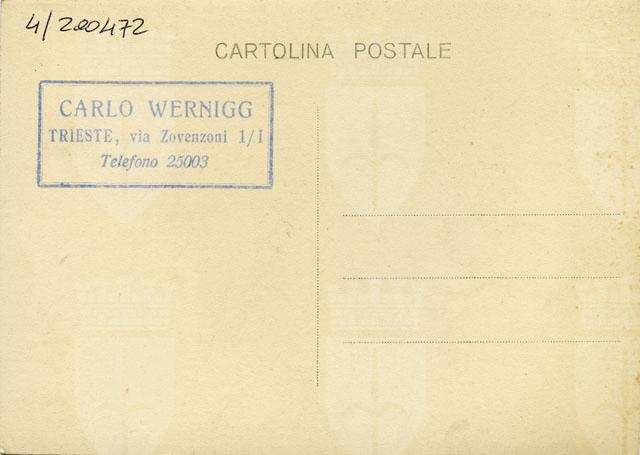 4/200472
CARTOLINA POSTALE
CARLO WERNIGG
TRIESTE, via Zovenzoni 1/I
Telefono 25003